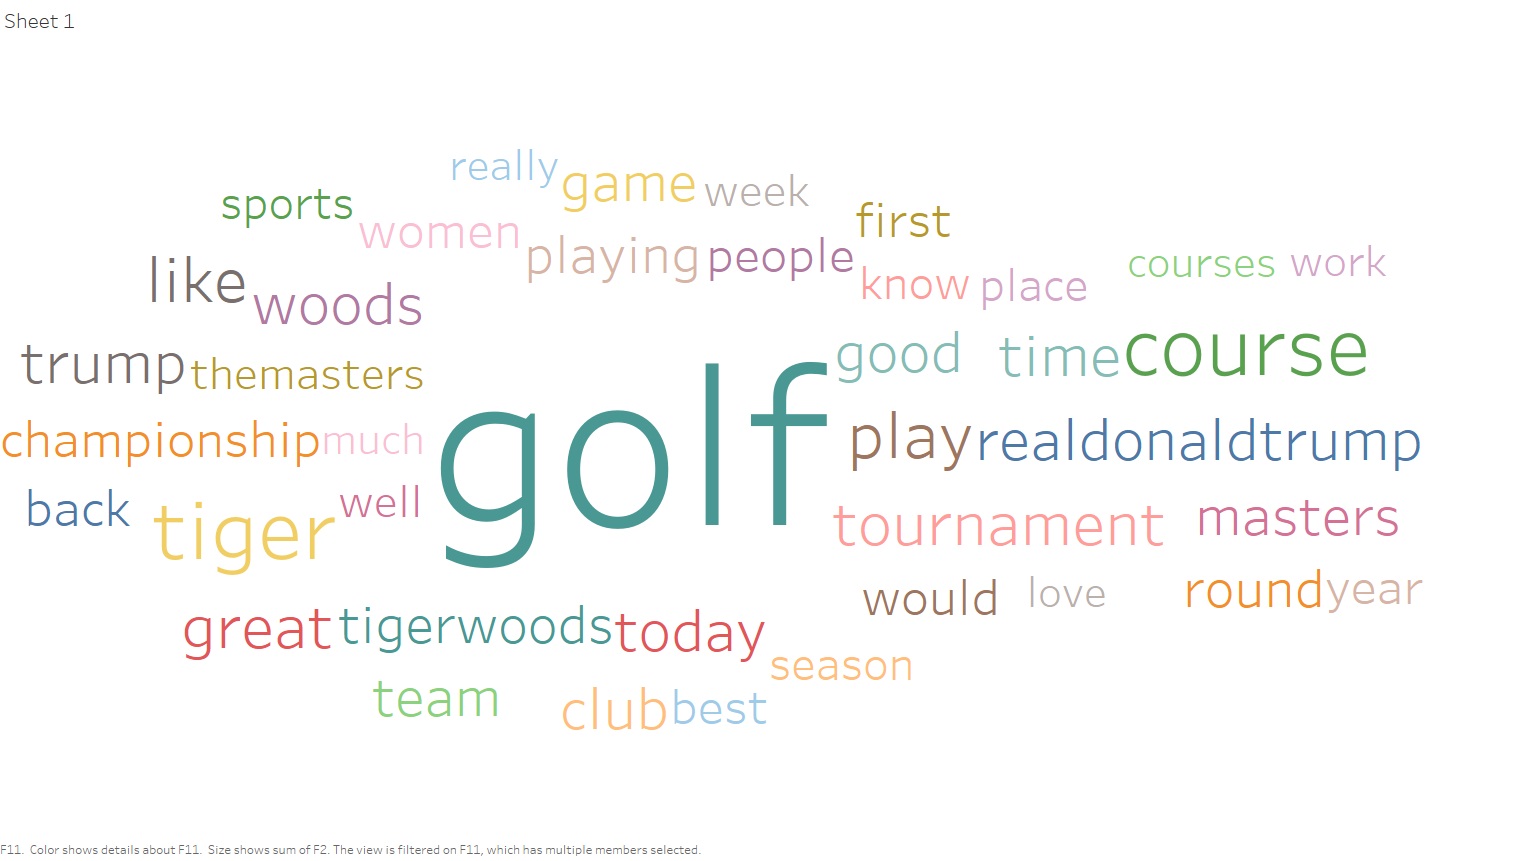 Sheet 1
really game week
sports women playing people first
like woods know place courses work
trump themasters good time course
championship much golf play realdonaldtrump
back tiger well tournament masters
would love round year
great tigerwoods today
team club best season
F11. Color shows details about F11. Size shows sum of F2. The view is filtered on F11, which has multiple members selected.